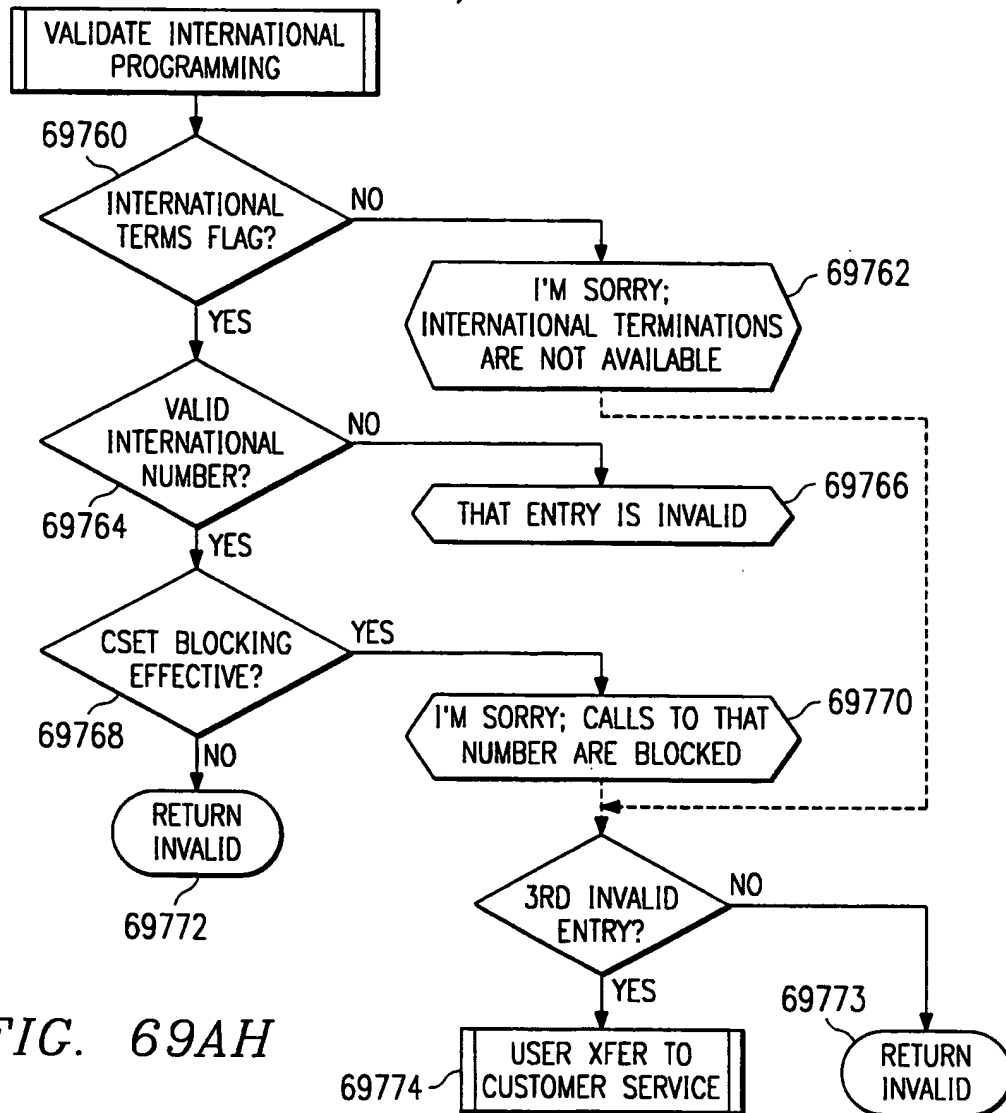 VALIDATE INTERNATIONAL
PROGRAMMING
69760
INTERNATIONAL
TERMS FLAG?
NO
YES
I'M SORRY;
INTERNATIONAL TERMINATIONS
ARE NOT AVAILABLE
69762
VALID
INTERNATIONAL
NUMBER?
NO
69764
YES
THAT ENTRY IS INVALID
69766
CSET BLOCKING
EFFECTIVE?
YES
69768
NO
I'M SORRY; CALLS TO THAT
NUMBER ARE BLOCKED
69770
RETURN
INVALID
69772
3RD INVALID
ENTRY?
NO
YES
69773
USER XFER TO
CUSTOMER SERVICE
69774
RETURN
INVALID
FIG. 69AH